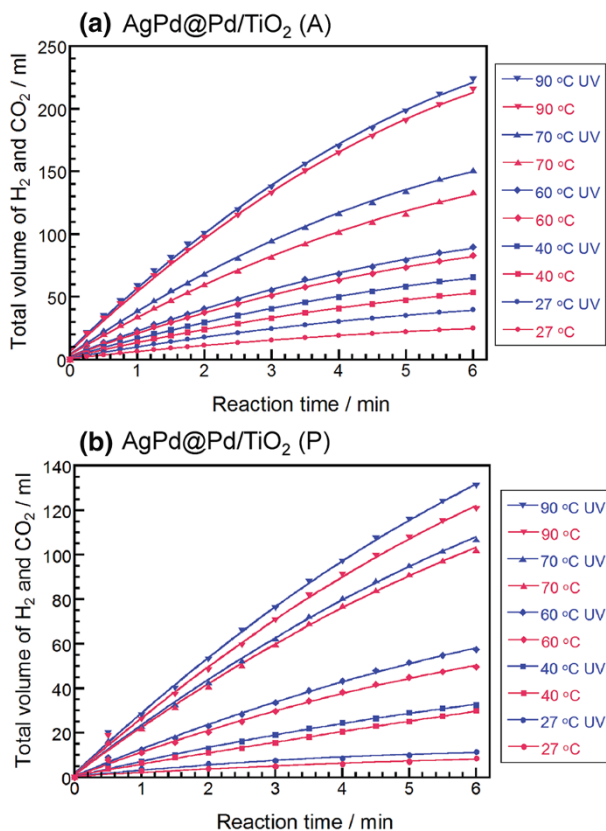 (a) AgPd@Pd/TiO₂ (A)
Total volume of H₂ and CO₂ / ml
250
200
150
100
50
0
0 1 2 3 4 5 6
Reaction time / min
90 °C UV
90 °C
70 °C UV
70 °C
60 °C UV
60 °C
40 °C UV
40 °C
27 °C UV
27 °C
(b) AgPd@Pd/TiO₂ (P)
Total volume of H₂ and CO₂ / ml
140
120
100
80
60
40
20
0
0 1 2 3 4 5 6
Reaction time / min
90 °C UV
90 °C
70 °C UV
70 °C
60 °C UV
60 °C
40 °C UV
40 °C
27 °C UV
27 °C